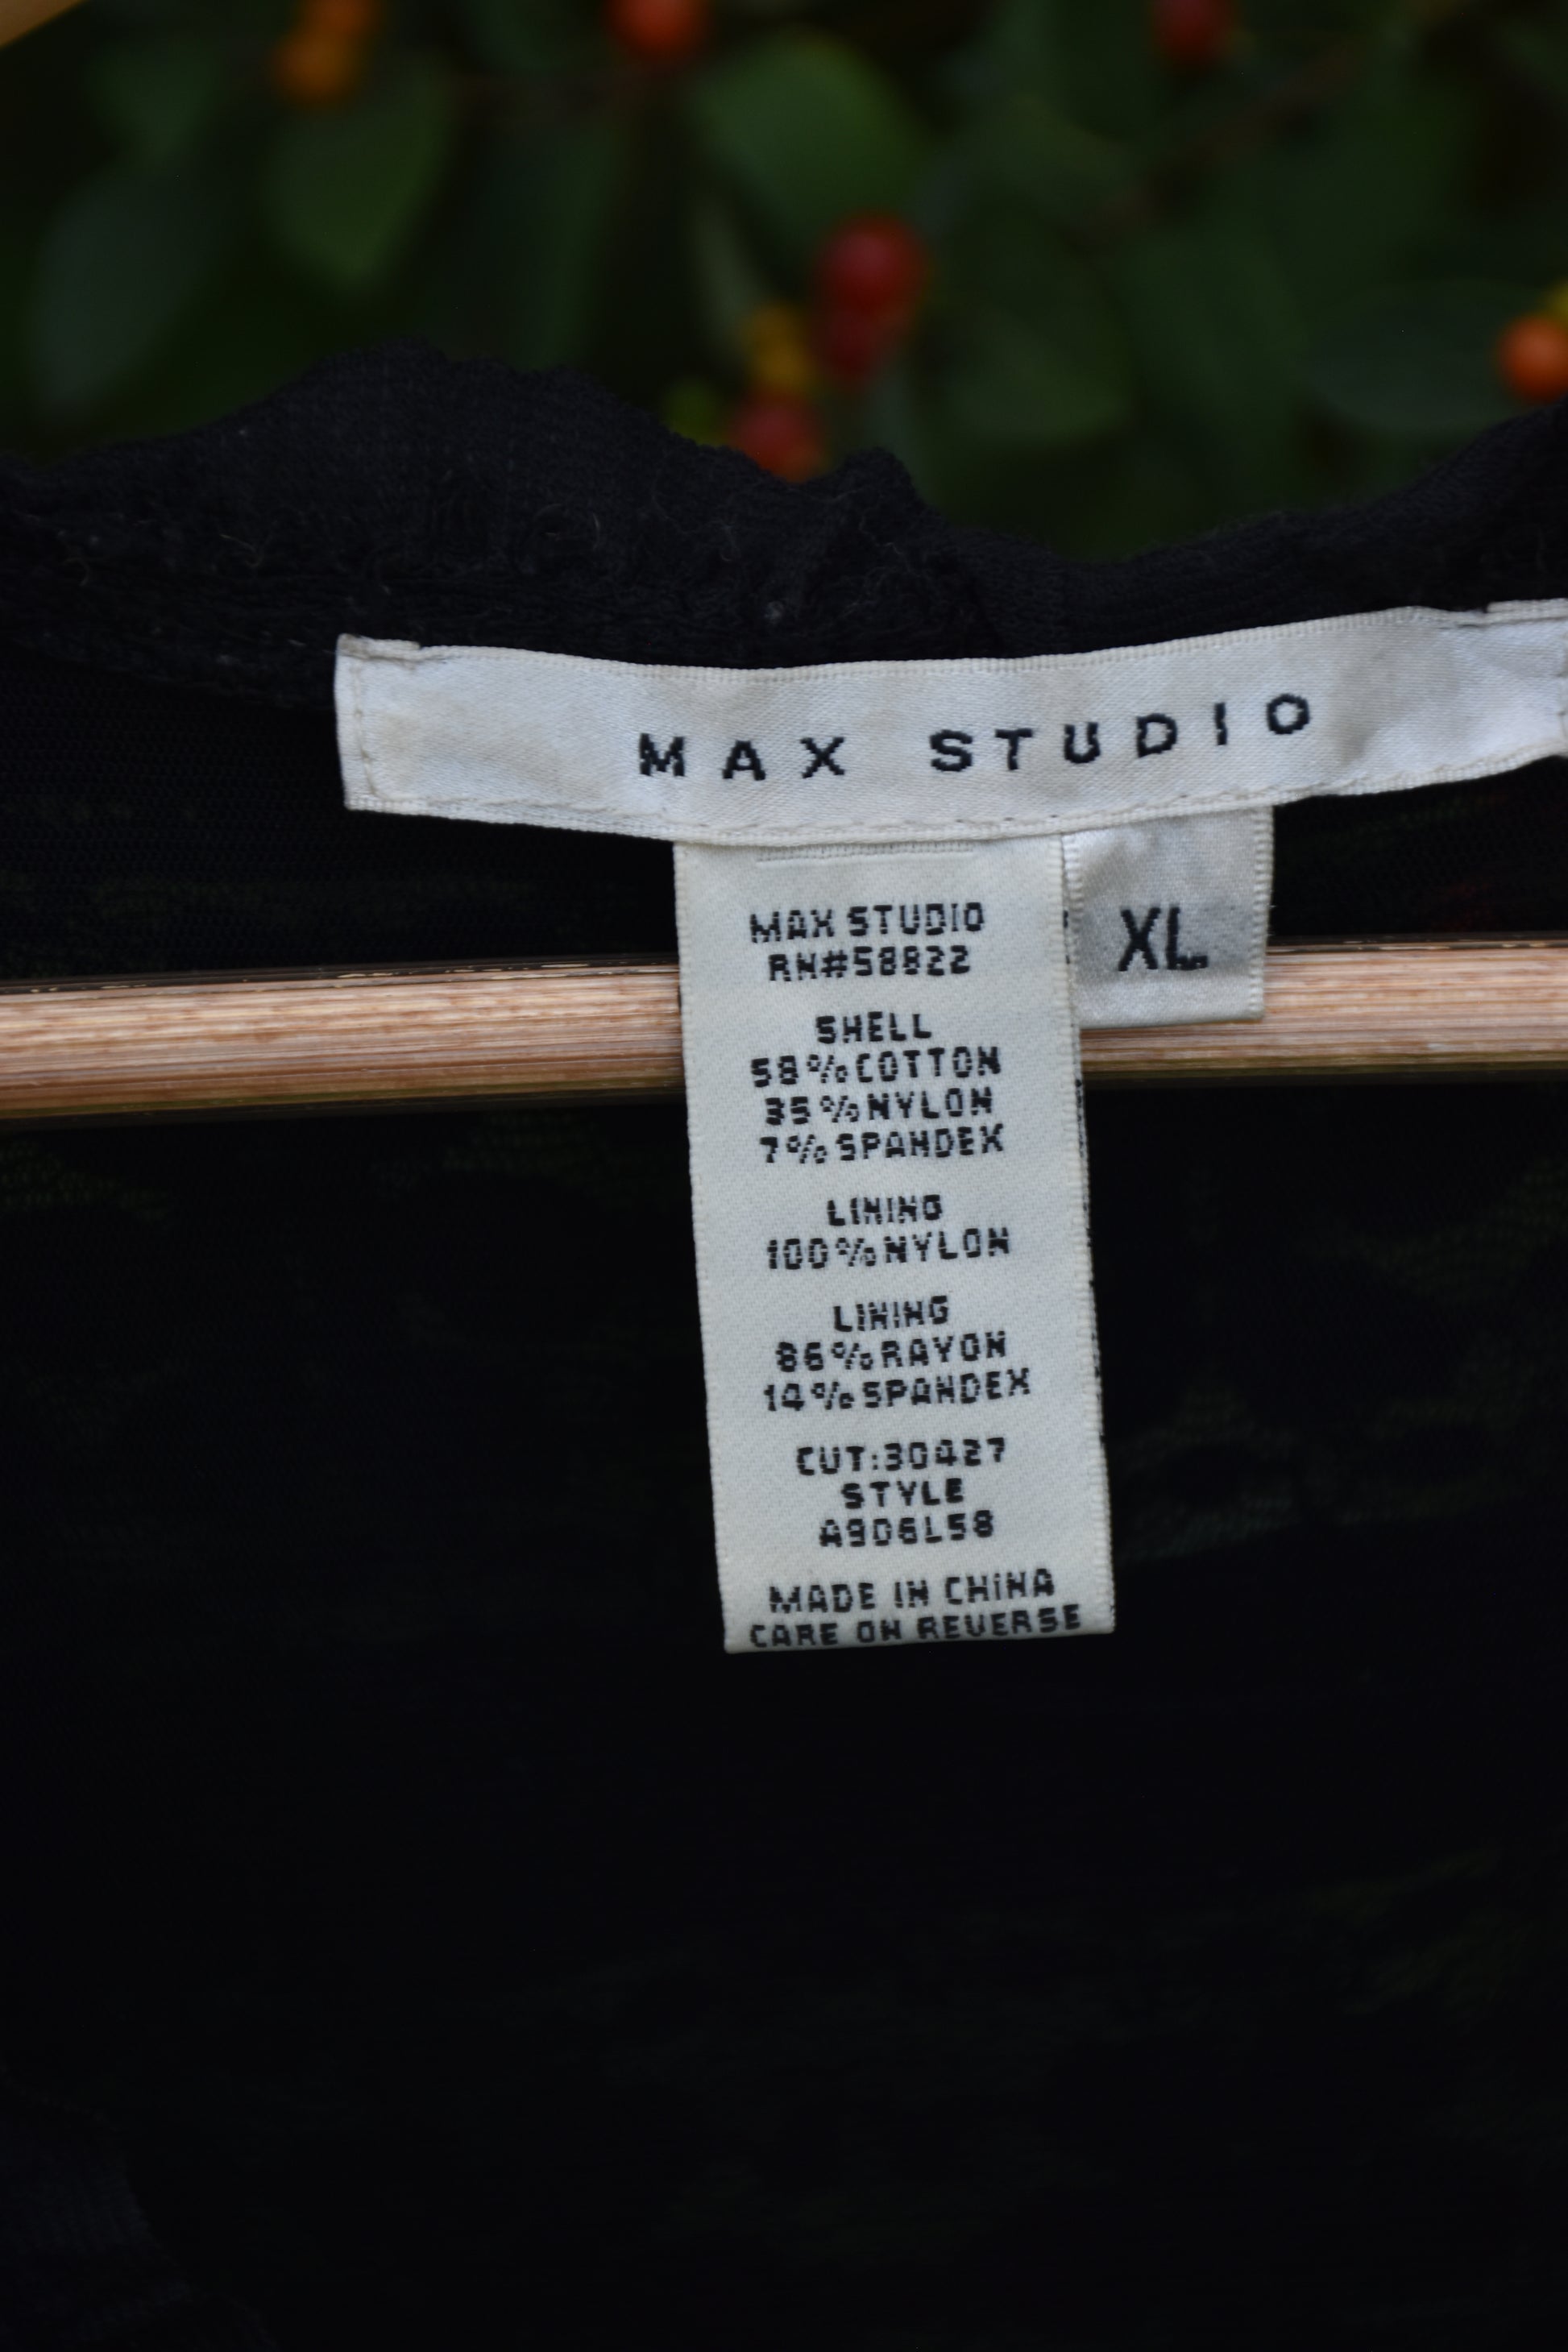 MAX STUDIO
XL
MAX STUDIO
RN#58822
SHELL
58%COTTON
35%NYLON
7%SPANDEX
LINING
100%NYLON
LINING
86%RAYON
14%SPANDEX
CUT:30427
STYLE
A906L58
MADE IN CHINA
CARE ON REVERSE